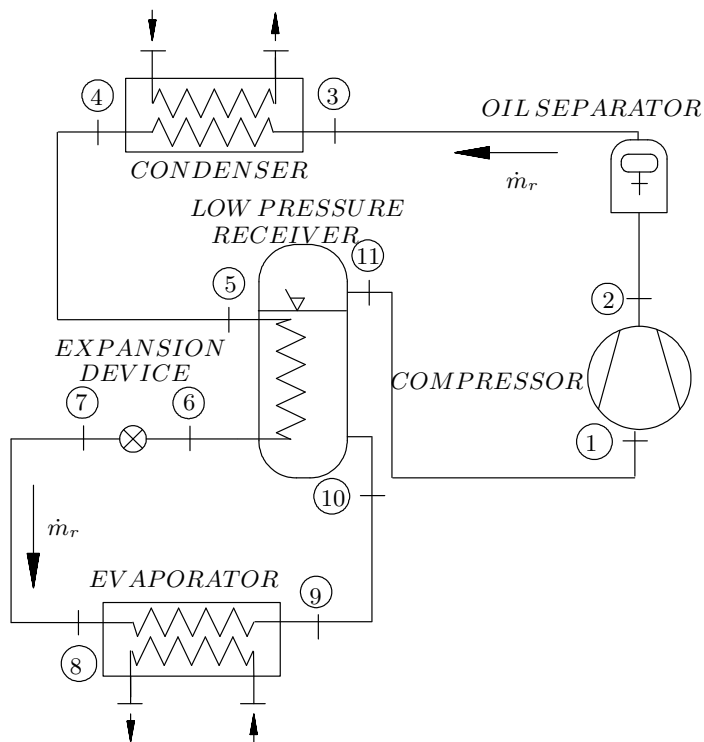 4
3
OIL SEPARATOR
ṁr
CONDENSER
LOW PRESSURE
RECEIVER
11
5
2
EXPANSION
DEVICE
COMPRESSOR
7
6
1
10
ṁr
EVAPORATOR
9
8